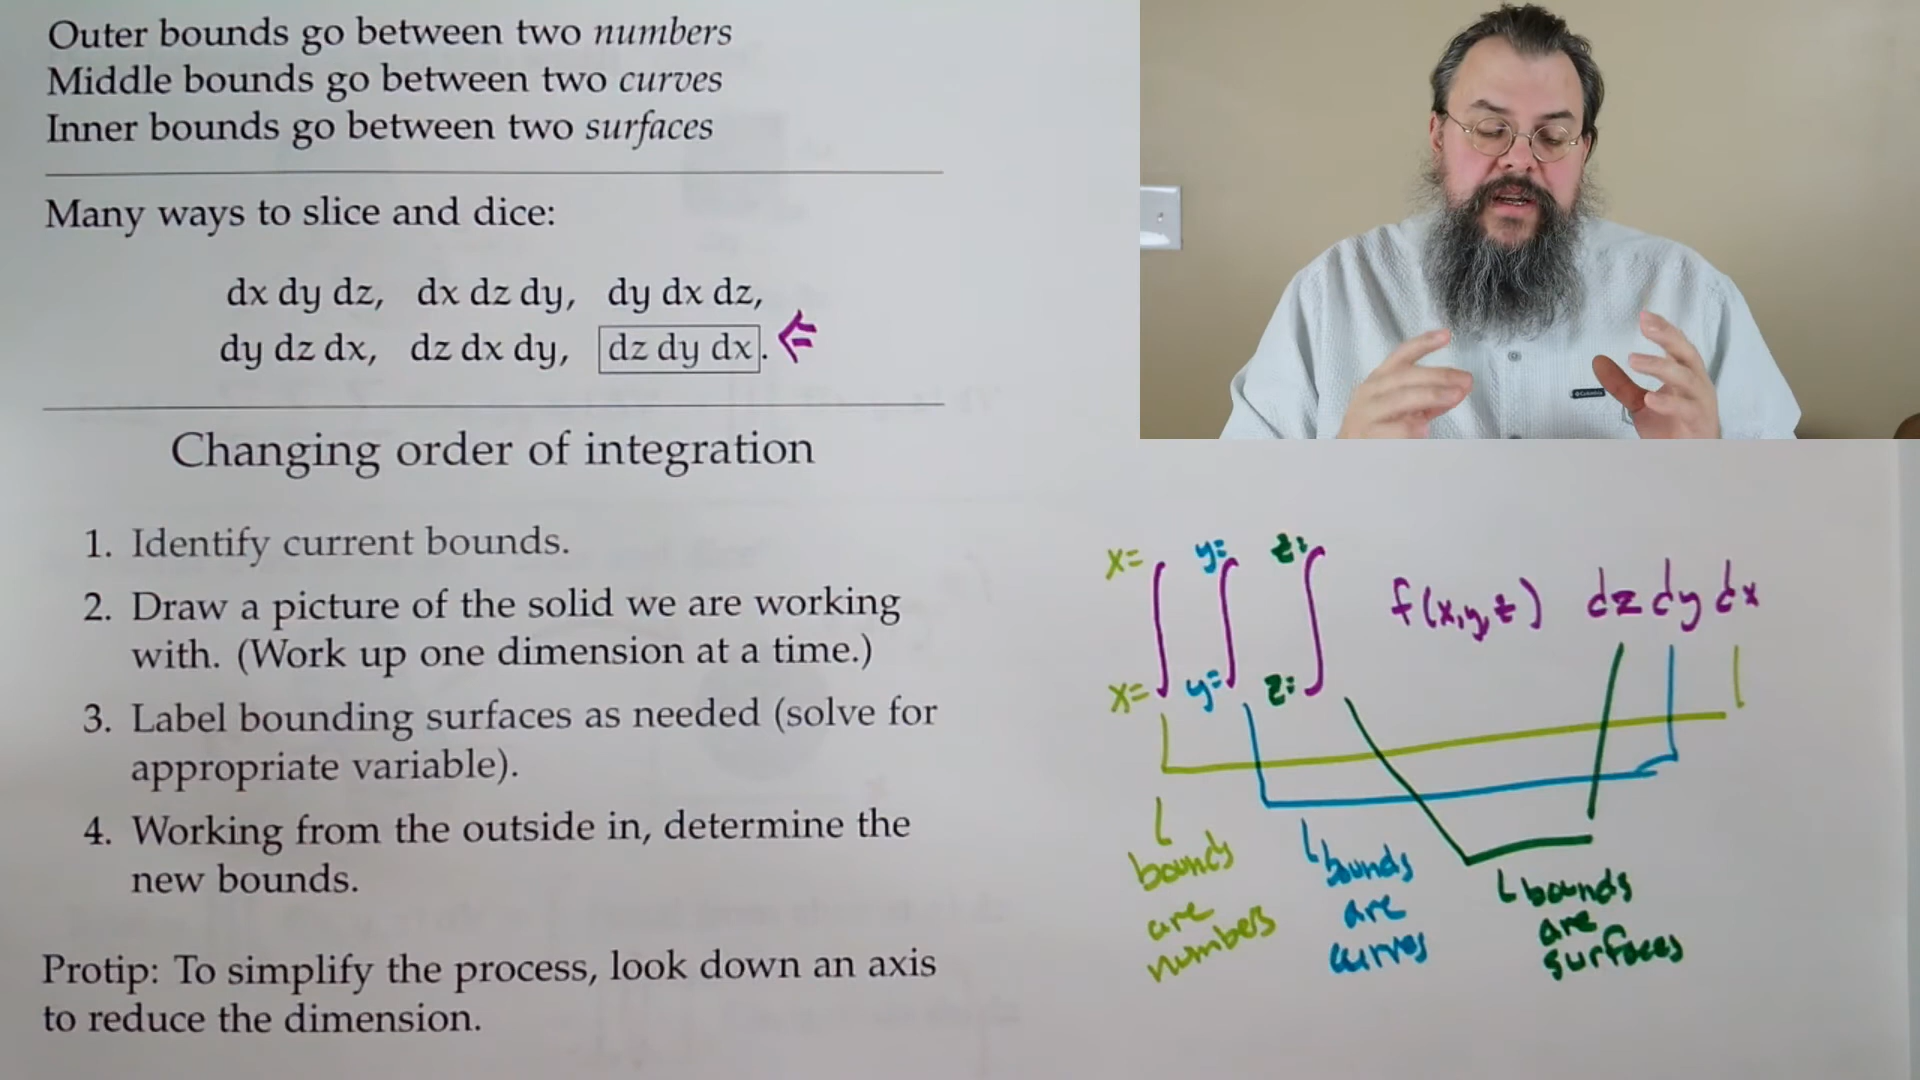 Outer bounds go between two numbers
Middle bounds go between two curves
Inner bounds go between two surfaces
Many ways to slice and dice:
dx dy dz, dx dz dy, dy dx dz,
dy dz dx, dz dx dy, dz dy dx.
Changing order of integration
1. Identify current bounds.
2. Draw a picture of the solid we are working
with. (Work up one dimension at a time.)
3. Label bounding surfaces as needed (solve for
appropriate variable).
4. Working from the outside in, determine the
new bounds.
Protip: To simplify the process, look down an axis
to reduce the dimension.
x= y= z=
∫ ∫ ∫ f(x,y,z) dz dy dx
x= y= z=
bounds
are
numbers
bounds
are
curves
bounds
are
surfaces
Columbia